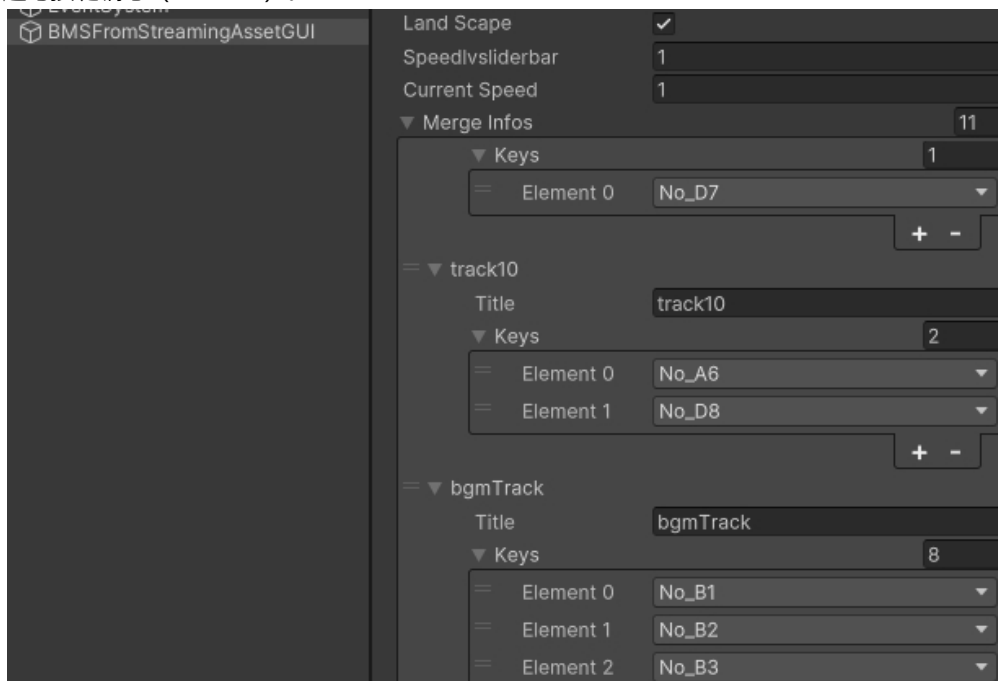 BMSFromStreamingAssetGUI
Land Scape
Speedlvsliderbar 1
Current Speed 1
Merge Infos 11
Keys 1
Element 0 No_D7
+ -
track10
Title track10
Keys 2
Element 0 No_A6
Element 1 No_D8
+ -
bgmTrack
Title bgmTrack
Keys 8
Element 0 No_B1
Element 1 No_B2
Element 2 No_B3